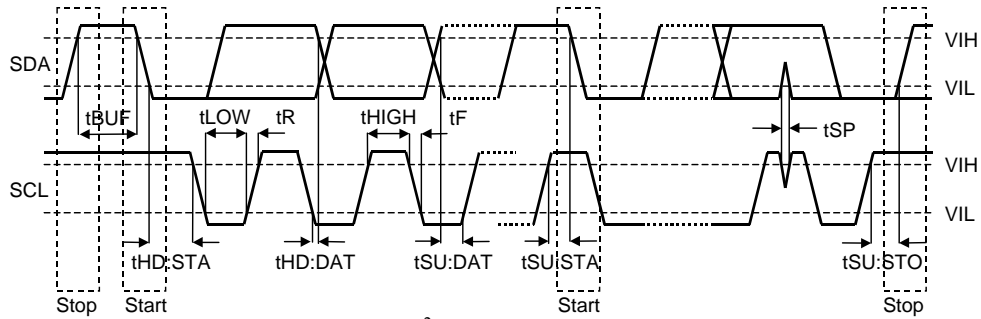 VIH
SDA
VIL
tBUF tLOW tR tHIGH tF
tSP
VIH
SCL
VIL
tHD:STA tHD:DAT tSU:DAT tSU:STA tSU:STO
Stop Start Start Stop